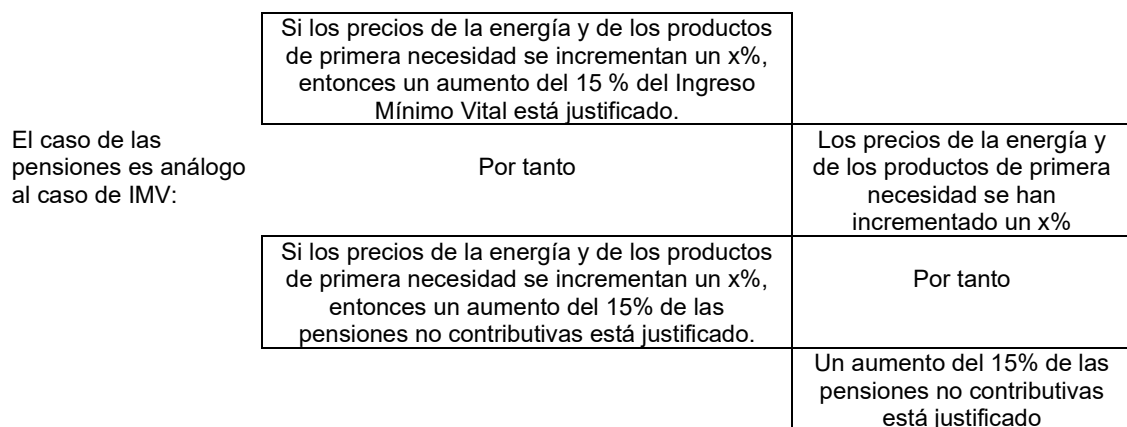 Si los precios de la energía y de los productos
de primera necesidad se incrementan un x%,
entonces un aumento del 15 % del Ingreso
Mínimo Vital está justificado.
El caso de las
pensiones es análogo
al caso de IMV:
Por tanto
Los precios de la energía y
de los productos de primera
necesidad se han
incrementado un x%
Si los precios de la energía y de los productos
de primera necesidad se incrementan un x%,
entonces un aumento del 15% de las
pensiones no contributivas está justificado.
Por tanto
Un aumento del 15% de las
pensiones no contributivas
está justificado